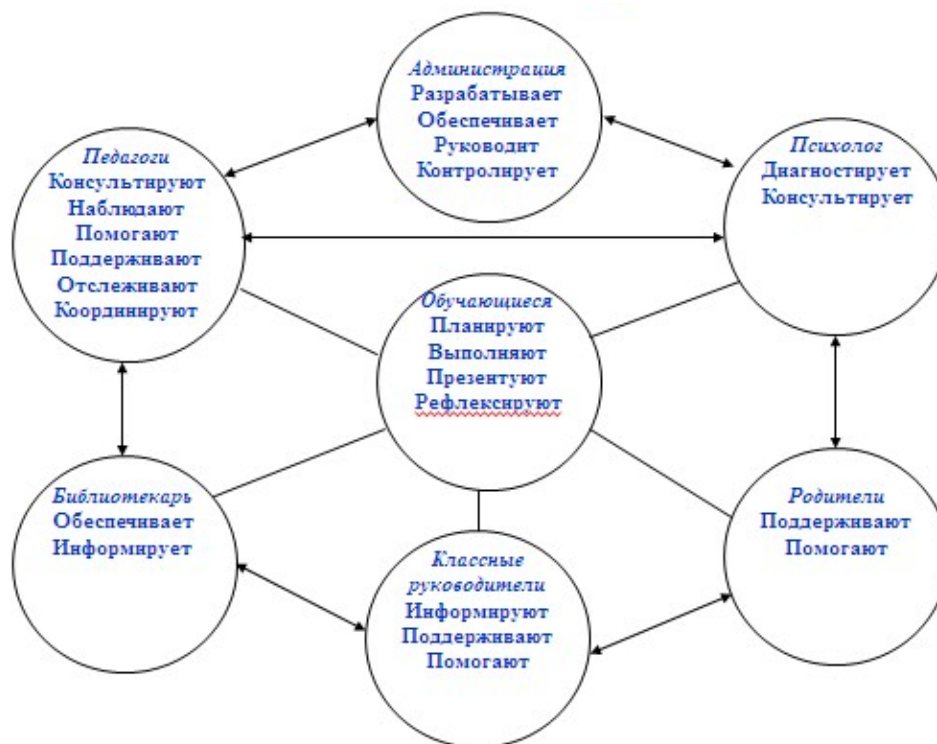 Администрация
Разрабатывает
Обеспечивает
Руководит
Контролирует
Педагоги
Консультируют
Наблюдают
Помогают
Поддерживают
Отслеживают
Координируют
Психолог
Диагностирует
Консультирует
Обучающиеся
Планируют
Выполняют
Презентуют
Рефлексируют
Библиотекарь
Обеспечивает
Информирует
Классные
руководители
Информируют
Поддерживают
Помогают
Родители
Поддерживают
Помогают